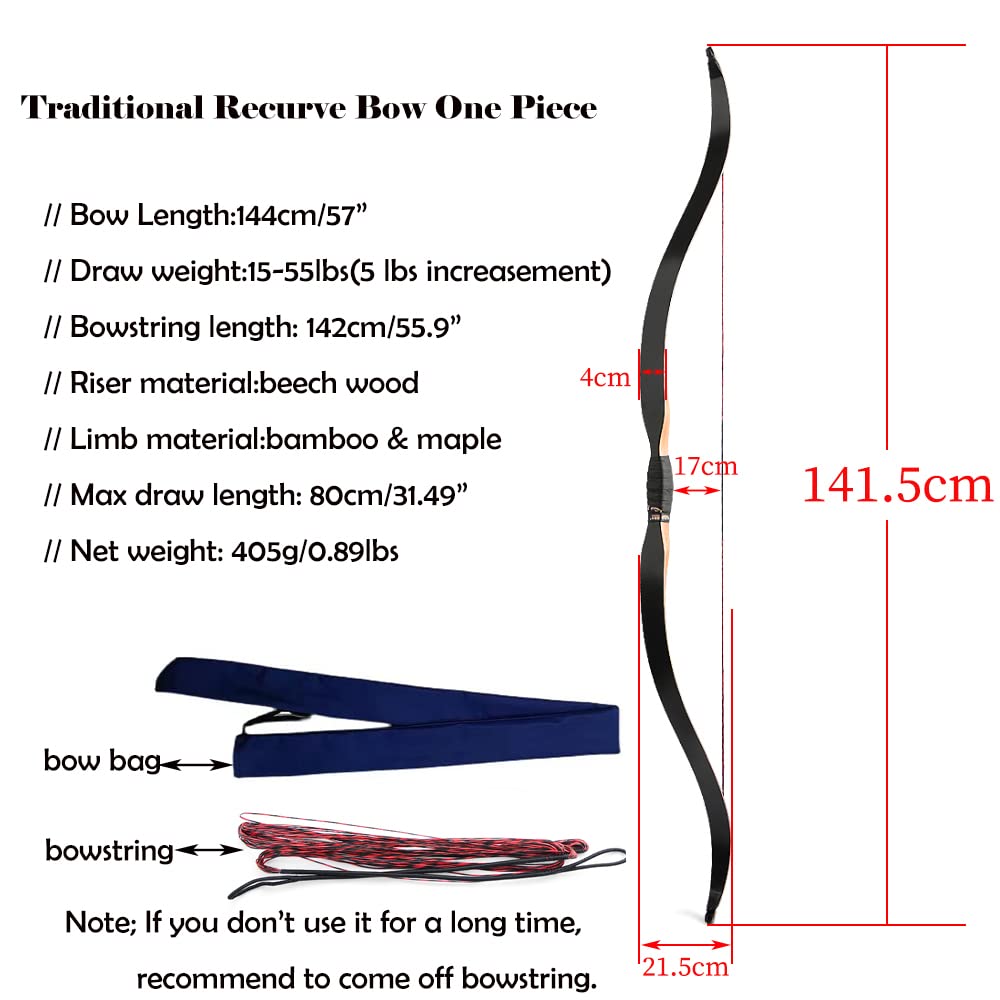 Traditional Recurve Bow One Piece
// Bow Length:144cm/57”
// Draw weight:15-55lbs(5 lbs increasement)
// Bowstring length: 142cm/55.9”
// Riser material:beech wood
// Limb material:bamboo & maple
// Max draw length: 80cm/31.49”
// Net weight: 405g/0.89lbs
4cm
17cm
141.5cm
21.5cm
bow bag
bowstring
Note; If you don’t use it for a long time,
recommend to come off bowstring.